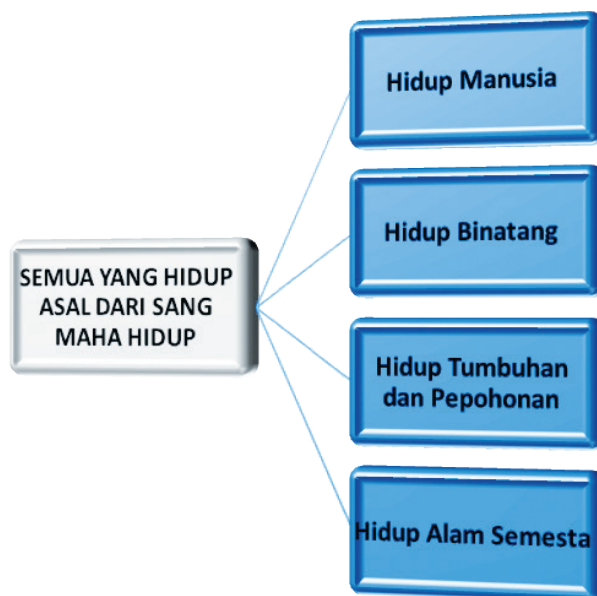 SEMUA YANG HIDUP
ASAL DARI SANG
MAHA HIDUP
Hidup Manusia
Hidup Binatang
Hidup Tumbuhan
dan Pepohonan
Hidup Alam Semesta